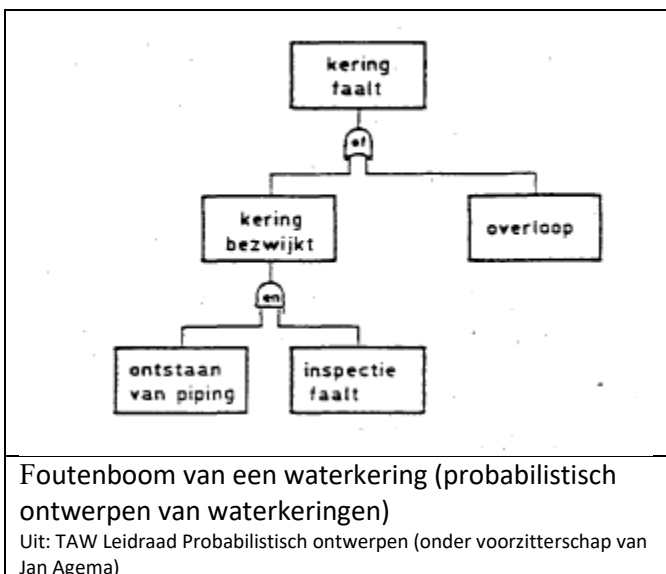 kering
faalt
of
kering
bezwijkt
overloop
en
ontstaan
van piping
inspectie
faalt
Foutenboom van een waterkering (probabilistisch
ontwerpen van waterkeringen)
Uit: TAW Leidraad Probabilistisch ontwerpen (onder voorzitterschap van
Jan Agema)